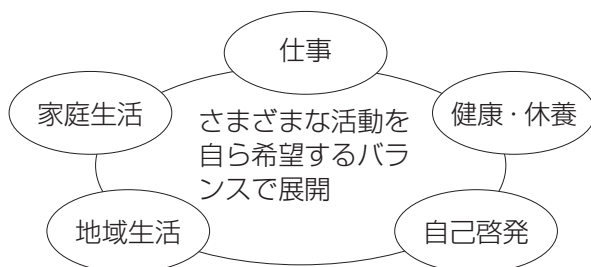 仕事
家庭生活
健康・休養
さまざまな活動を
自ら希望するバラ
ンスで展開
地域生活
自己啓発